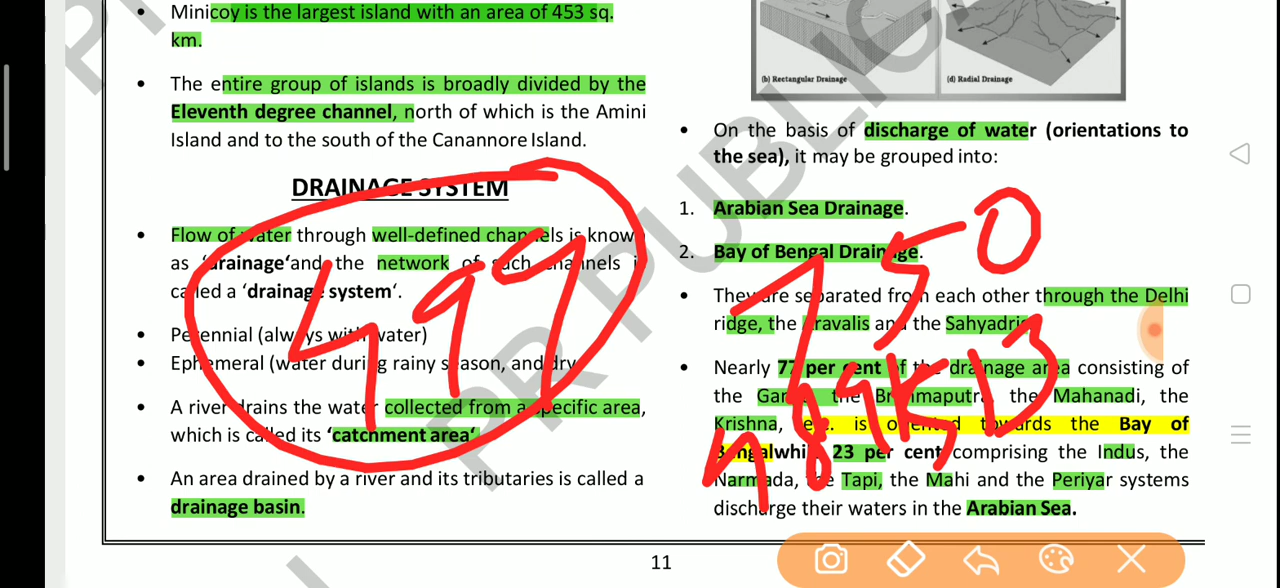 • Minicoy is the largest island with an area of 453 sq.
km.
• The entire group of islands is broadly divided by the
Eleventh degree channel, north of which is the Amini
Island and to the south of the Canannore Island.
DRAINAGE SYSTEM
• Flow of water through well-defined channels is known
as ‘drainage‘and the network of such channels is
called a ‘drainage system‘.
• Perennial (always with water)
• Ephemeral (water during rainy season, and dry
• A river drains the water collected from a specific area,
which is called its ‘catchment area‘.
• An area drained by a river and its tributaries is called a
drainage basin.
499
(b) Rectangular Drainage
(d) Radial Drainage
• On the basis of discharge of water (orientations to
the sea), it may be grouped into:
1. Arabian Sea Drainage.
2. Bay of Bengal Drainage.
• They are separated from each other through the Delhi
ridge, the Aravalis and the Sahyadris
• Nearly 77 per cent of the drainage area consisting of
the Ganga, the Brahmaputra, the Mahanadi, the
Krishna, etc. is oriented towards the Bay of
Bengalwhile 23 per cent comprising the Indus, the
Narmada, the Tapi, the Mahi and the Periyar systems
discharge their waters in the Arabian Sea.
750
11
PR PUBLIC